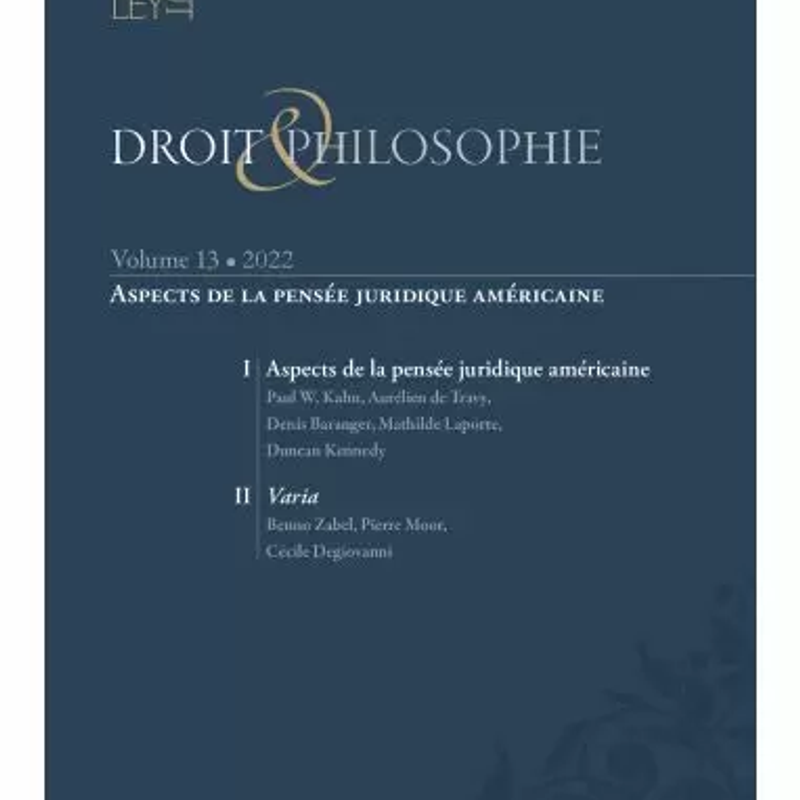 DROIT & PHILOSOPHIE
Volume 13 • 2022
ASPECTS DE LA PENSÉE JURIDIQUE AMÉRICAINE
I Aspects de la pensée juridique américaine
Paul W. Kahn, Aurélien de Travy,
Denis Baranger, Mathilde Laporte,
Duncan Kennedy
II Varia
Benno Zabel, Pierre Moor,
Cécile Degiovanni